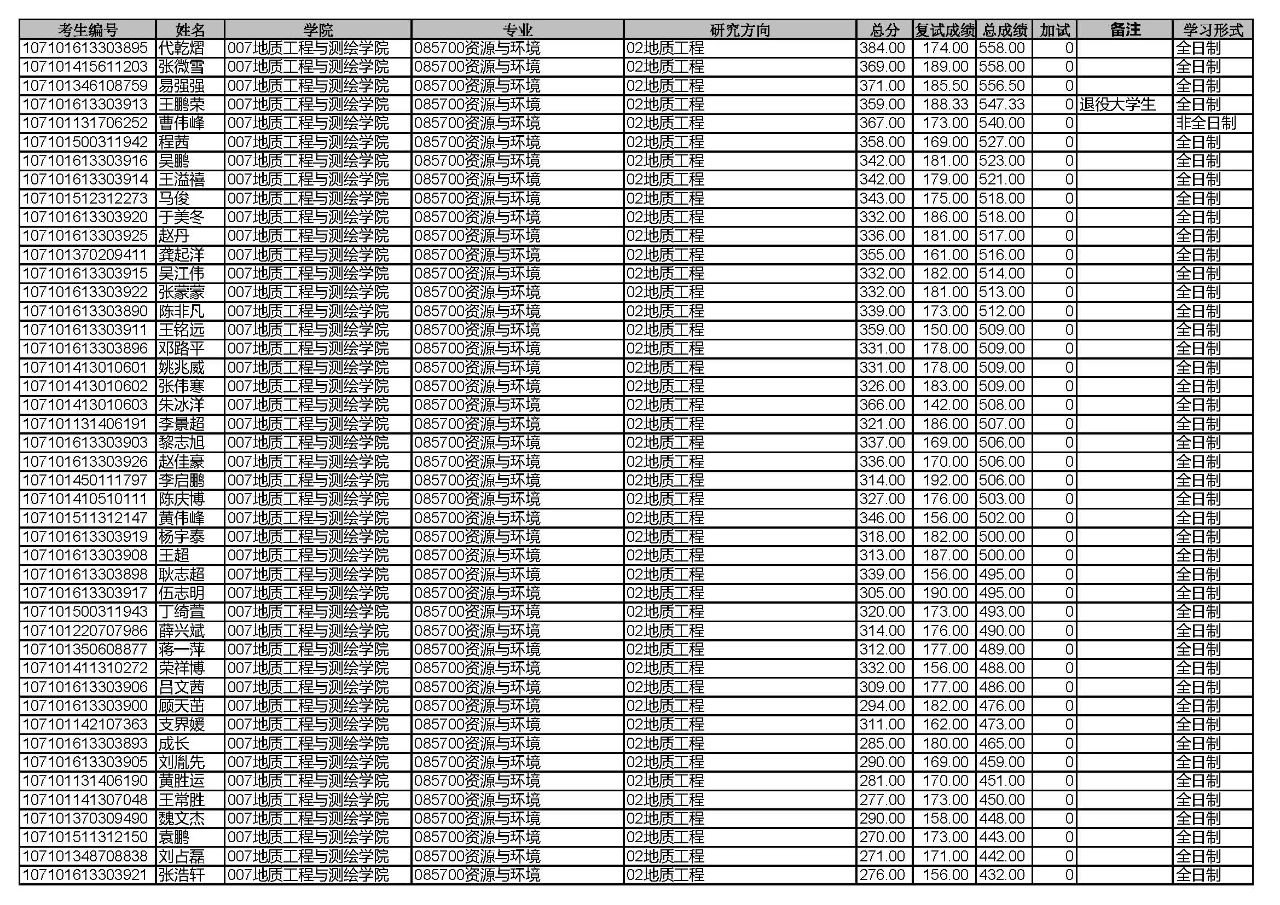 考生编号 姓名 学院 专业 研究方向 总分 复试成绩 总成绩 加试 备注 学习形式
107101613303895 代乾熠 007地质工程与测绘学院 085700资源与环境 02地质工程 384.00 174.00 558.00 0 全日制
107101415611203 张微雪 007地质工程与测绘学院 085700资源与环境 02地质工程 369.00 189.00 558.00 0 全日制
107101346108759 易强强 007地质工程与测绘学院 085700资源与环境 02地质工程 371.00 185.50 556.50 0 全日制
107101613303913 王鹏荣 007地质工程与测绘学院 085700资源与环境 02地质工程 359.00 188.33 547.33 0 退役大学生 全日制
107101131706252 曹伟峰 007地质工程与测绘学院 085700资源与环境 02地质工程 367.00 173.00 540.00 0 非全日制
107101500311942 程茜 007地质工程与测绘学院 085700资源与环境 02地质工程 358.00 169.00 527.00 0 全日制
107101613303916 吴鹏 007地质工程与测绘学院 085700资源与环境 02地质工程 342.00 181.00 523.00 0 全日制
107101613303914 王溢禧 007地质工程与测绘学院 085700资源与环境 02地质工程 342.00 179.00 521.00 0 全日制
107101512312273 马俊 007地质工程与测绘学院 085700资源与环境 02地质工程 343.00 175.00 518.00 0 全日制
107101613303920 于美冬 007地质工程与测绘学院 085700资源与环境 02地质工程 332.00 186.00 518.00 0 全日制
107101613303925 赵丹 007地质工程与测绘学院 085700资源与环境 02地质工程 336.00 181.00 517.00 0 全日制
107101370209411 龚起洋 007地质工程与测绘学院 085700资源与环境 02地质工程 355.00 161.00 516.00 0 全日制
107101613303915 吴江伟 007地质工程与测绘学院 085700资源与环境 02地质工程 332.00 182.00 514.00 0 全日制
107101613303922 张蒙蒙 007地质工程与测绘学院 085700资源与环境 02地质工程 332.00 181.00 513.00 0 全日制
107101613303890 陈非凡 007地质工程与测绘学院 085700资源与环境 02地质工程 339.00 173.00 512.00 0 全日制
107101613303911 王铭远 007地质工程与测绘学院 085700资源与环境 02地质工程 359.00 150.00 509.00 0 全日制
107101613303896 邓路平 007地质工程与测绘学院 085700资源与环境 02地质工程 331.00 178.00 509.00 0 全日制
107101413010601 姚兆威 007地质工程与测绘学院 085700资源与环境 02地质工程 331.00 178.00 509.00 0 全日制
107101413010602 张伟寒 007地质工程与测绘学院 085700资源与环境 02地质工程 326.00 183.00 509.00 0 全日制
107101413010603 朱冰洋 007地质工程与测绘学院 085700资源与环境 02地质工程 366.00 142.00 508.00 0 全日制
107101131406191 李景超 007地质工程与测绘学院 085700资源与环境 02地质工程 321.00 186.00 507.00 0 全日制
107101613303903 黎志旭 007地质工程与测绘学院 085700资源与环境 02地质工程 337.00 169.00 506.00 0 全日制
107101613303926 赵佳豪 007地质工程与测绘学院 085700资源与环境 02地质工程 336.00 170.00 506.00 0 全日制
107101450111797 李启鹏 007地质工程与测绘学院 085700资源与环境 02地质工程 314.00 192.00 506.00 0 全日制
107101410510111 陈庆博 007地质工程与测绘学院 085700资源与环境 02地质工程 327.00 176.00 503.00 0 全日制
107101511312147 黄伟峰 007地质工程与测绘学院 085700资源与环境 02地质工程 346.00 156.00 502.00 0 全日制
107101613303919 杨宇泰 007地质工程与测绘学院 085700资源与环境 02地质工程 318.00 182.00 500.00 0 全日制
107101613303908 王超 007地质工程与测绘学院 085700资源与环境 02地质工程 313.00 187.00 500.00 0 全日制
107101613303898 耿志超 007地质工程与测绘学院 085700资源与环境 02地质工程 339.00 156.00 495.00 0 全日制
107101613303917 伍志明 007地质工程与测绘学院 085700资源与环境 02地质工程 305.00 190.00 495.00 0 全日制
107101500311943 丁绮萱 007地质工程与测绘学院 085700资源与环境 02地质工程 320.00 173.00 493.00 0 全日制
107101220707986 薛兴斌 007地质工程与测绘学院 085700资源与环境 02地质工程 314.00 176.00 490.00 0 全日制
107101350608877 蒋一萍 007地质工程与测绘学院 085700资源与环境 02地质工程 312.00 177.00 489.00 0 全日制
107101411310272 荣祥博 007地质工程与测绘学院 085700资源与环境 02地质工程 332.00 156.00 488.00 0 全日制
107101613303906 吕文茜 007地质工程与测绘学院 085700资源与环境 02地质工程 309.00 177.00 486.00 0 全日制
107101613303900 顾天茁 007地质工程与测绘学院 085700资源与环境 02地质工程 294.00 182.00 476.00 0 全日制
107101142107363 支界媛 007地质工程与测绘学院 085700资源与环境 02地质工程 311.00 162.00 473.00 0 全日制
107101613303893 成长 007地质工程与测绘学院 085700资源与环境 02地质工程 285.00 180.00 465.00 0 全日制
107101613303905 刘胤先 007地质工程与测绘学院 085700资源与环境 02地质工程 290.00 169.00 459.00 0 全日制
107101131406190 黄胜运 007地质工程与测绘学院 085700资源与环境 02地质工程 281.00 170.00 451.00 0 全日制
107101141307048 王常胜 007地质工程与测绘学院 085700资源与环境 02地质工程 277.00 173.00 450.00 0 全日制
107101370309490 魏文杰 007地质工程与测绘学院 085700资源与环境 02地质工程 290.00 158.00 448.00 0 全日制
107101511312150 袁鹏 007地质工程与测绘学院 085700资源与环境 02地质工程 270.00 173.00 443.00 0 全日制
107101348708838 刘占磊 007地质工程与测绘学院 085700资源与环境 02地质工程 271.00 171.00 442.00 0 全日制
107101613303921 张浩轩 007地质工程与测绘学院 085700资源与环境 02地质工程 276.00 156.00 432.00 0 全日制